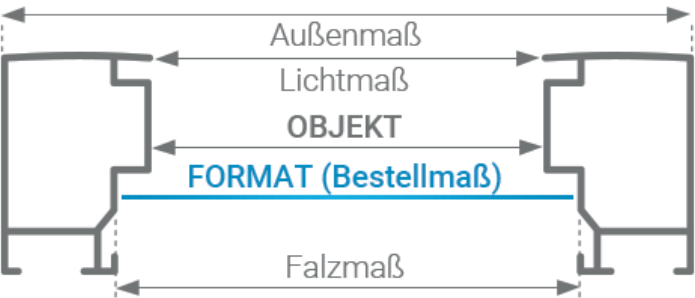 Außenmaß
Lichtmaß
OBJEKT
FORMAT (Bestellmaß)
Falzmaß